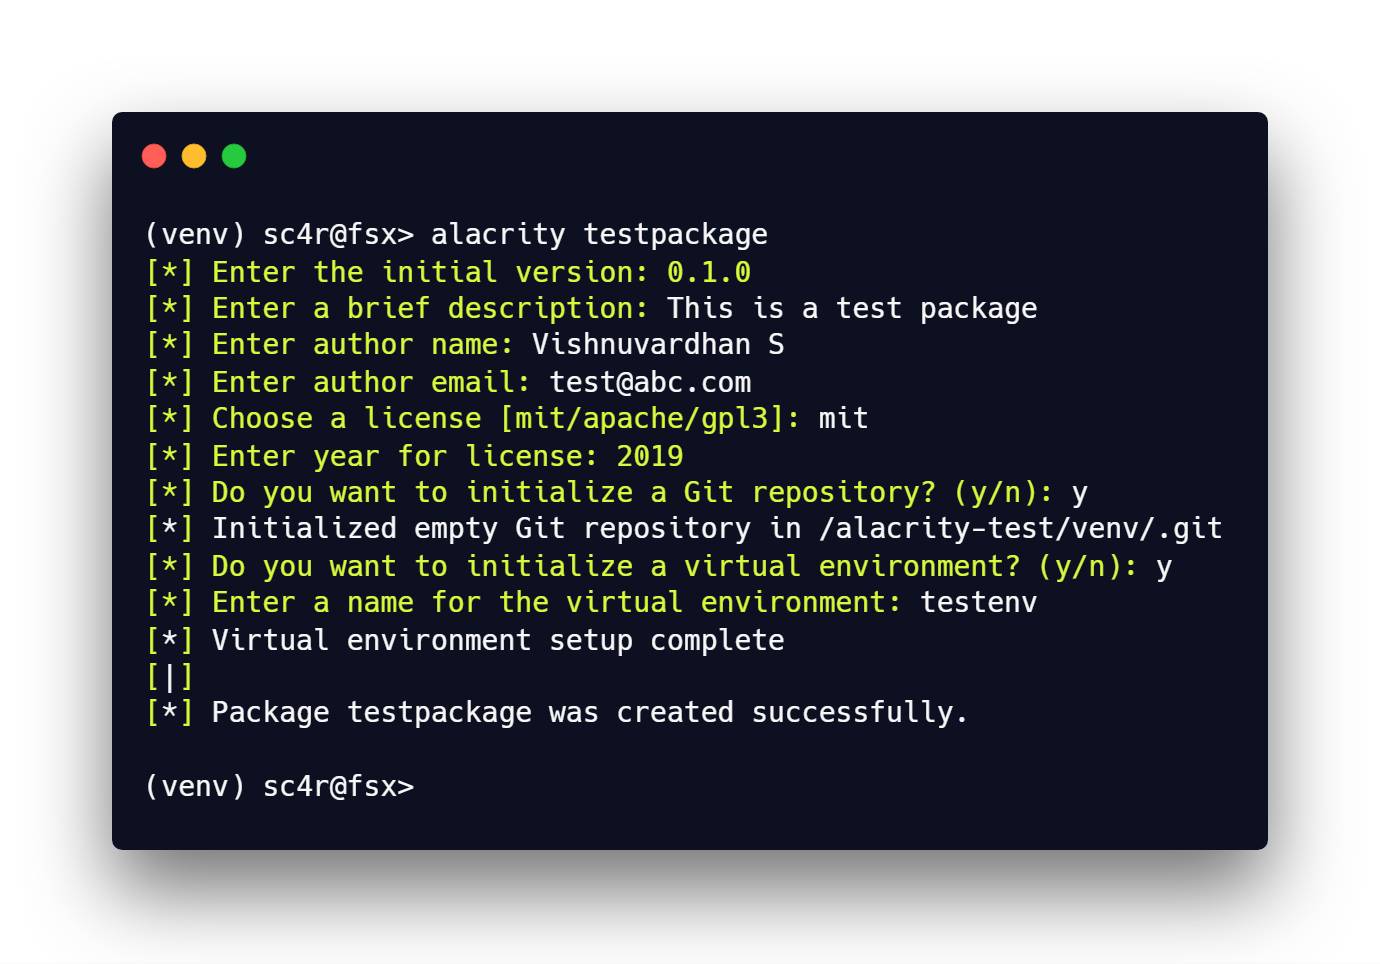 (venv) sc4r@fsx> alacrity testpackage
[*] Enter the initial version: 0.1.0
[*] Enter a brief description: This is a test package
[*] Enter author name: Vishnuvardhan S
[*] Enter author email: test@abc.com
[*] Choose a license [mit/apache/gpl3]: mit
[*] Enter year for license: 2019
[*] Do you want to initialize a Git repository? (y/n): y
[*] Initialized empty Git repository in /alacrity-test/venv/.git
[*] Do you want to initialize a virtual environment? (y/n): y
[*] Enter a name for the virtual environment: testenv
[*] Virtual environment setup complete
[|]
[*] Package testpackage was created successfully.
(venv) sc4r@fsx>